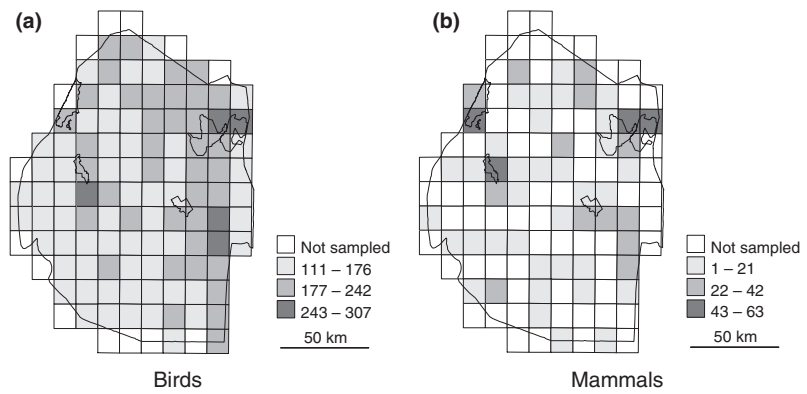 (a)
Not sampled
111 – 176
177 – 242
243 – 307
50 km
Birds
(b)
Not sampled
1 – 21
22 – 42
43 – 63
50 km
Mammals